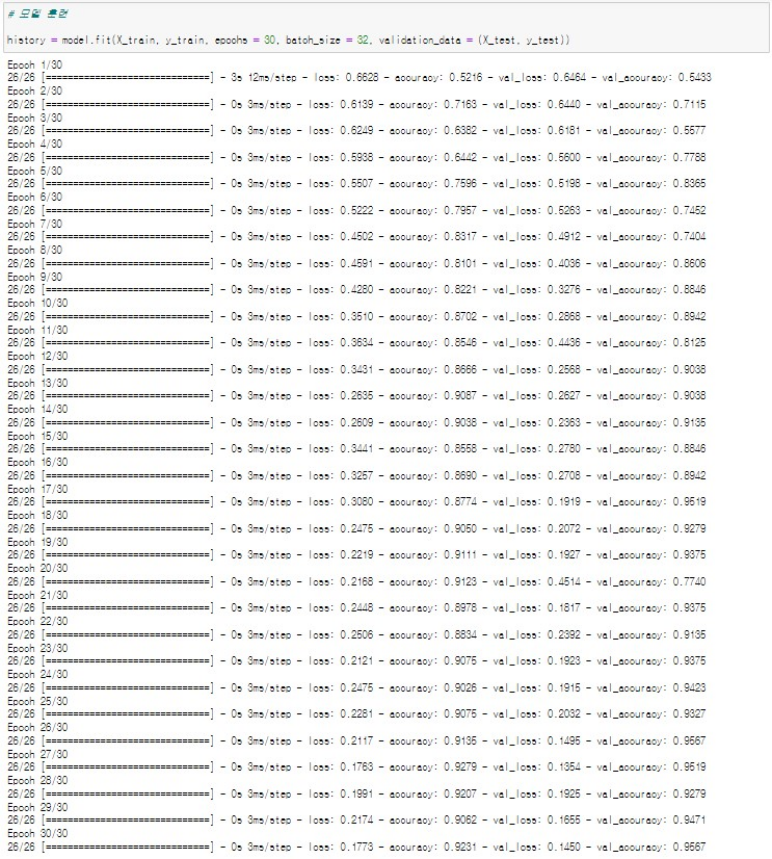 # 모델 훈련
history = model.fit(X_train, y_train, epochs = 30, batch_size = 32, validation_data = (X_test, y_test))
Epoch 1/30
26/26 [==============================] - 3s 12ms/step - loss: 0.6628 - accuracy: 0.5216 - val_loss: 0.6464 - val_accuracy: 0.5433
Epoch 2/30
26/26 [==============================] - 0s 3ms/step - loss: 0.6139 - accuracy: 0.7163 - val_loss: 0.6440 - val_accuracy: 0.7115
Epoch 3/30
26/26 [==============================] - 0s 3ms/step - loss: 0.6249 - accuracy: 0.6382 - val_loss: 0.6181 - val_accuracy: 0.5577
Epoch 4/30
26/26 [==============================] - 0s 3ms/step - loss: 0.5938 - accuracy: 0.6442 - val_loss: 0.5600 - val_accuracy: 0.7788
Epoch 5/30
26/26 [==============================] - 0s 3ms/step - loss: 0.5507 - accuracy: 0.7596 - val_loss: 0.5198 - val_accuracy: 0.8365
Epoch 6/30
26/26 [==============================] - 0s 3ms/step - loss: 0.5222 - accuracy: 0.7957 - val_loss: 0.5263 - val_accuracy: 0.7452
Epoch 7/30
26/26 [==============================] - 0s 3ms/step - loss: 0.4502 - accuracy: 0.8317 - val_loss: 0.4912 - val_accuracy: 0.7404
Epoch 8/30
26/26 [==============================] - 0s 3ms/step - loss: 0.4591 - accuracy: 0.8101 - val_loss: 0.4036 - val_accuracy: 0.8606
Epoch 9/30
26/26 [==============================] - 0s 3ms/step - loss: 0.4280 - accuracy: 0.8221 - val_loss: 0.3276 - val_accuracy: 0.8846
Epoch 10/30
26/26 [==============================] - 0s 3ms/step - loss: 0.3510 - accuracy: 0.8702 - val_loss: 0.2868 - val_accuracy: 0.8942
Epoch 11/30
26/26 [==============================] - 0s 3ms/step - loss: 0.3634 - accuracy: 0.8546 - val_loss: 0.4436 - val_accuracy: 0.8125
Epoch 12/30
26/26 [==============================] - 0s 3ms/step - loss: 0.3431 - accuracy: 0.8666 - val_loss: 0.2568 - val_accuracy: 0.9038
Epoch 13/30
26/26 [==============================] - 0s 3ms/step - loss: 0.2635 - accuracy: 0.9087 - val_loss: 0.2627 - val_accuracy: 0.9038
Epoch 14/30
26/26 [==============================] - 0s 3ms/step - loss: 0.2609 - accuracy: 0.9038 - val_loss: 0.2363 - val_accuracy: 0.9135
Epoch 15/30
26/26 [==============================] - 0s 3ms/step - loss: 0.3441 - accuracy: 0.8558 - val_loss: 0.2780 - val_accuracy: 0.8846
Epoch 16/30
26/26 [==============================] - 0s 3ms/step - loss: 0.3257 - accuracy: 0.8690 - val_loss: 0.2708 - val_accuracy: 0.8942
Epoch 17/30
26/26 [==============================] - 0s 3ms/step - loss: 0.3080 - accuracy: 0.8774 - val_loss: 0.1919 - val_accuracy: 0.9519
Epoch 18/30
26/26 [==============================] - 0s 3ms/step - loss: 0.2475 - accuracy: 0.9050 - val_loss: 0.2072 - val_accuracy: 0.9279
Epoch 19/30
26/26 [==============================] - 0s 3ms/step - loss: 0.2219 - accuracy: 0.9111 - val_loss: 0.1927 - val_accuracy: 0.9375
Epoch 20/30
26/26 [==============================] - 0s 3ms/step - loss: 0.2168 - accuracy: 0.9123 - val_loss: 0.4514 - val_accuracy: 0.7740
Epoch 21/30
26/26 [==============================] - 0s 3ms/step - loss: 0.2448 - accuracy: 0.8978 - val_loss: 0.1817 - val_accuracy: 0.9375
Epoch 22/30
26/26 [==============================] - 0s 3ms/step - loss: 0.2506 - accuracy: 0.8834 - val_loss: 0.2392 - val_accuracy: 0.9135
Epoch 23/30
26/26 [==============================] - 0s 3ms/step - loss: 0.2121 - accuracy: 0.9075 - val_loss: 0.1923 - val_accuracy: 0.9375
Epoch 24/30
26/26 [==============================] - 0s 3ms/step - loss: 0.2475 - accuracy: 0.9026 - val_loss: 0.1915 - val_accuracy: 0.9423
Epoch 25/30
26/26 [==============================] - 0s 3ms/step - loss: 0.2281 - accuracy: 0.9075 - val_loss: 0.2032 - val_accuracy: 0.9327
Epoch 26/30
26/26 [==============================] - 0s 3ms/step - loss: 0.2117 - accuracy: 0.9135 - val_loss: 0.1495 - val_accuracy: 0.9567
Epoch 27/30
26/26 [==============================] - 0s 3ms/step - loss: 0.1763 - accuracy: 0.9279 - val_loss: 0.1354 - val_accuracy: 0.9519
Epoch 28/30
26/26 [==============================] - 0s 3ms/step - loss: 0.1991 - accuracy: 0.9207 - val_loss: 0.1925 - val_accuracy: 0.9279
Epoch 29/30
26/26 [==============================] - 0s 3ms/step - loss: 0.2174 - accuracy: 0.9062 - val_loss: 0.1655 - val_accuracy: 0.9471
Epoch 30/30
26/26 [==============================] - 0s 3ms/step - loss: 0.1773 - accuracy: 0.9231 - val_loss: 0.1450 - val_accuracy: 0.9567